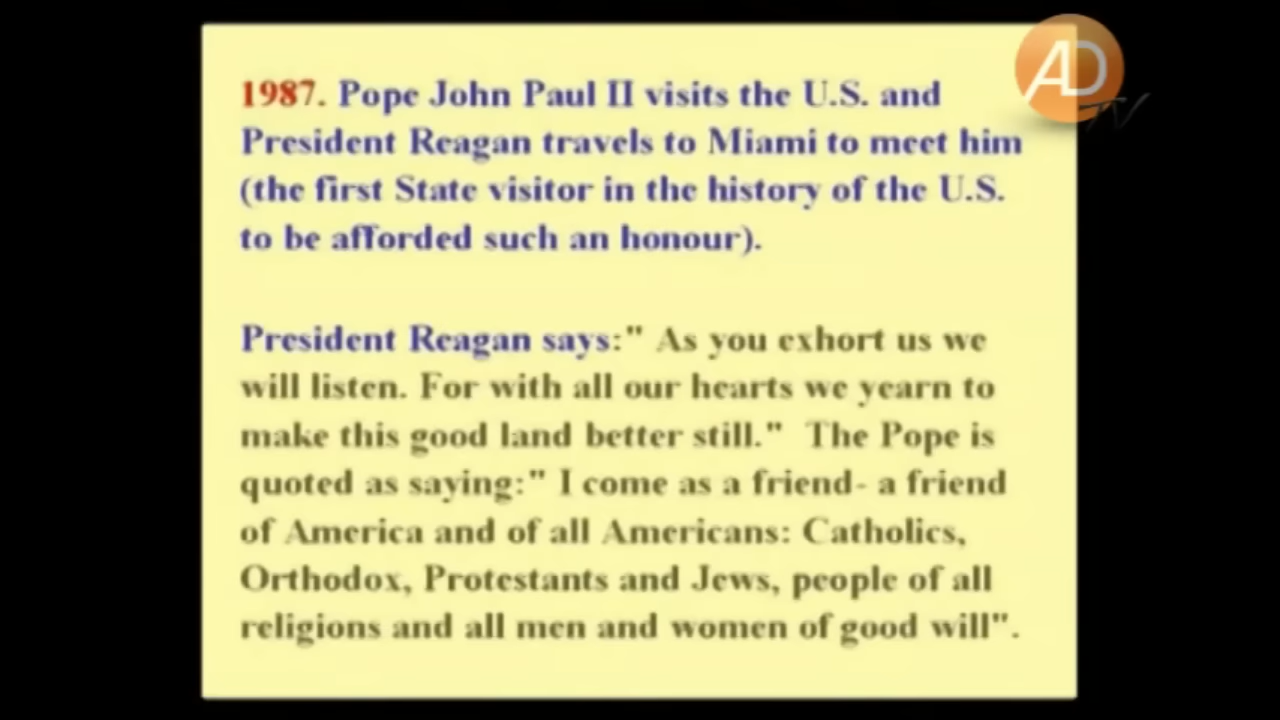 AD
TV
1987. Pope John Paul II visits the U.S. and
President Reagan travels to Miami to meet him
(the first State visitor in the history of the U.S.
to be afforded such an honour).
President Reagan says:" As you exhort us we
will listen. For with all our hearts we yearn to
make this good land better still."  The Pope is
quoted as saying:" I come as a friend- a friend
of America and of all Americans: Catholics,
Orthodox, Protestants and Jews, people of all
religions and all men and women of good will".